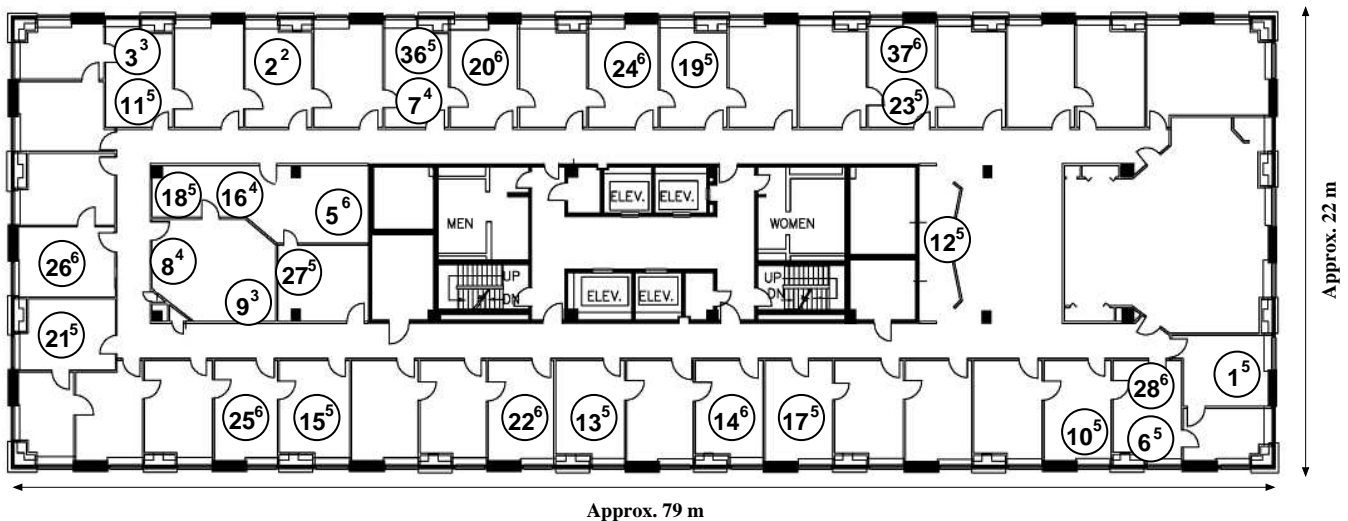 3³ 2² 36⁵ 20⁶ 24⁶ 19⁵ 37⁶
11⁵ 7⁴ 23⁵
18⁵ 16⁴ 5⁶ MEN ELEV. ELEV. WOMEN 12⁵
26⁶ 8⁴ 27⁵ UP UP
9³ DN ELEV. ELEV. DN
21⁵
25⁶ 15⁵ 22⁶ 13⁵ 14⁶ 17⁵ 10⁵ 28⁶ 1⁵
6⁵
Approx. 22 m
Approx. 79 m